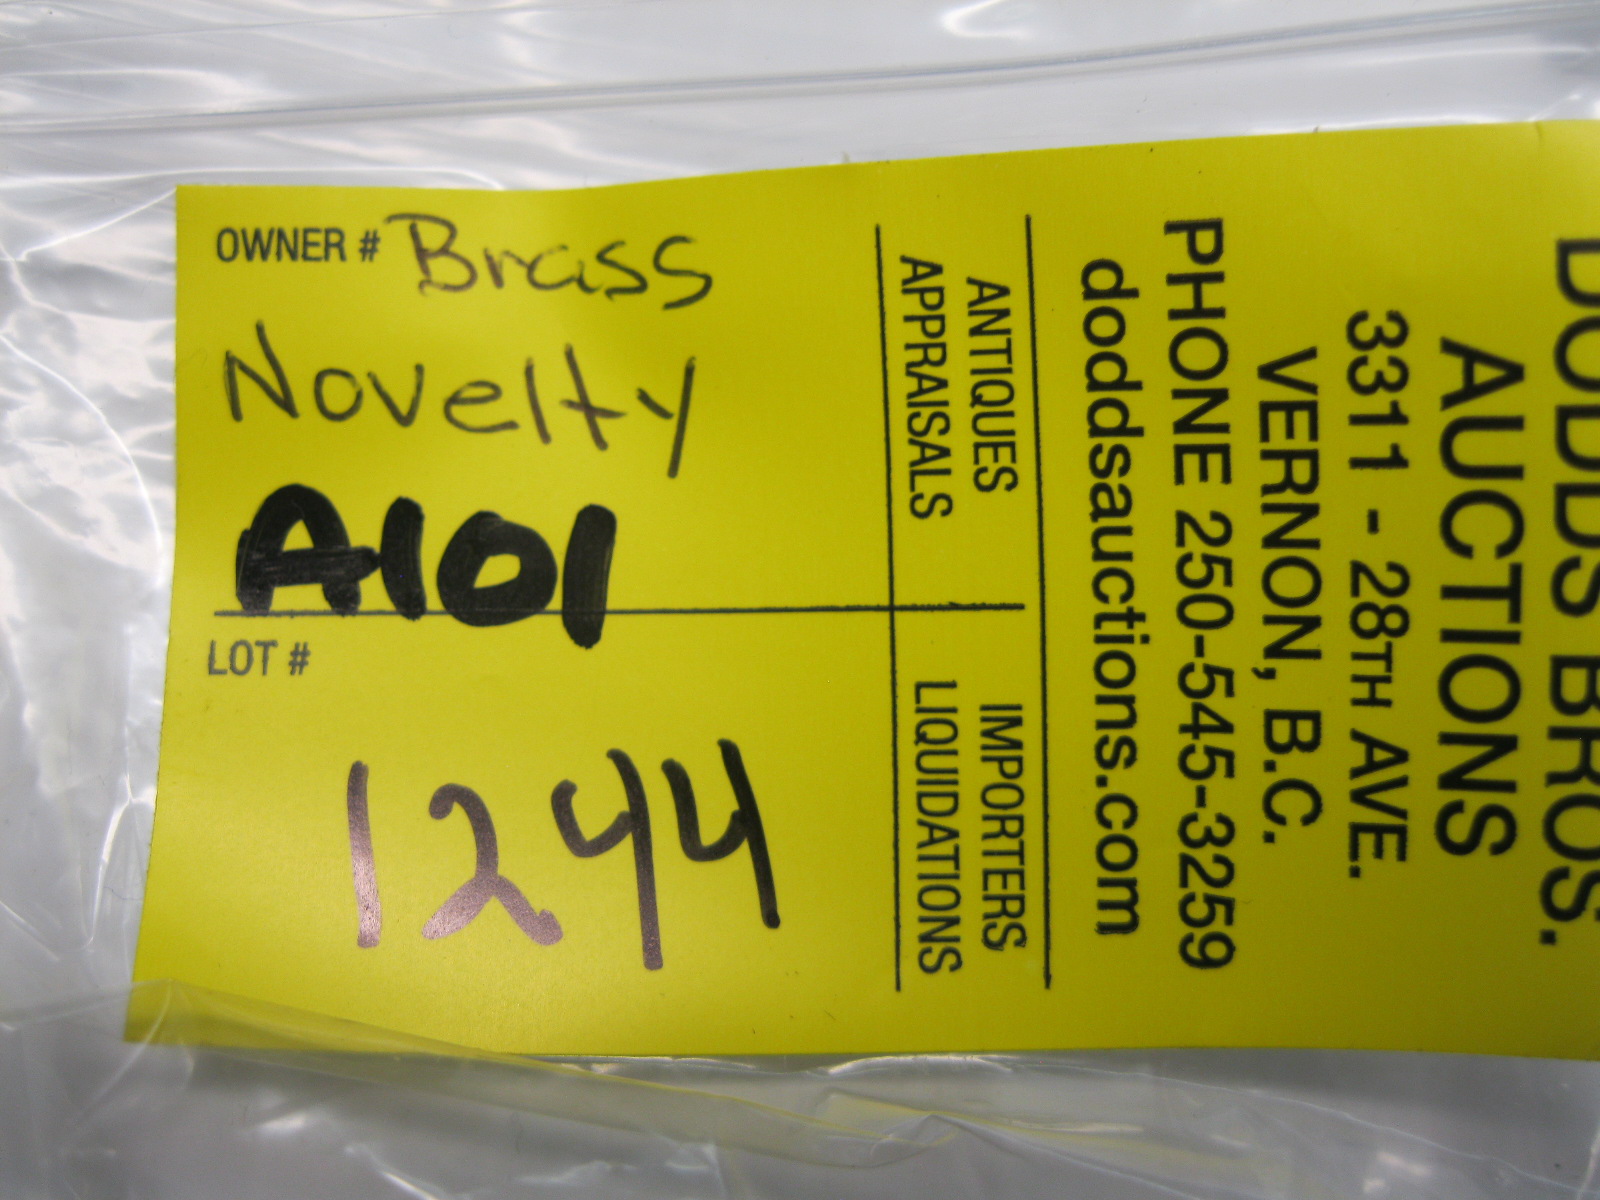 OWNER # Brass
Novelty
A101
LOT #
1244
DODDS BROS.
AUCTIONS
3311 - 28TH AVE.
VERNON, B.C.
PHONE 250-545-3259
doddsauctions.com
ANTIQUES IMPORTERS
APPRAISALS LIQUIDATIONS